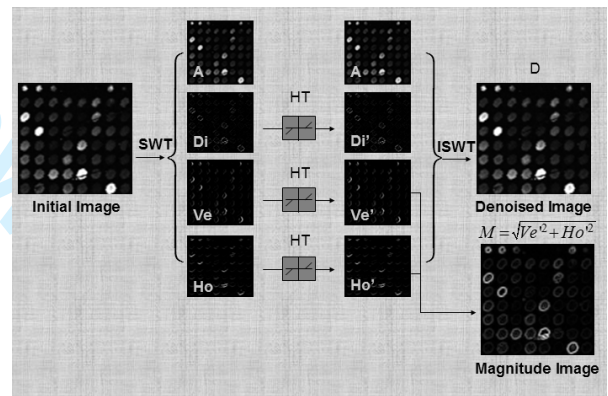 A
A
D
HT
Di
Di'
SWT
ISWT
HT
Ve
Ve'
Initial Image
Denoised Image
M = √Ve'² + Ho'²
HT
Ho
Ho'
Magnitude Image